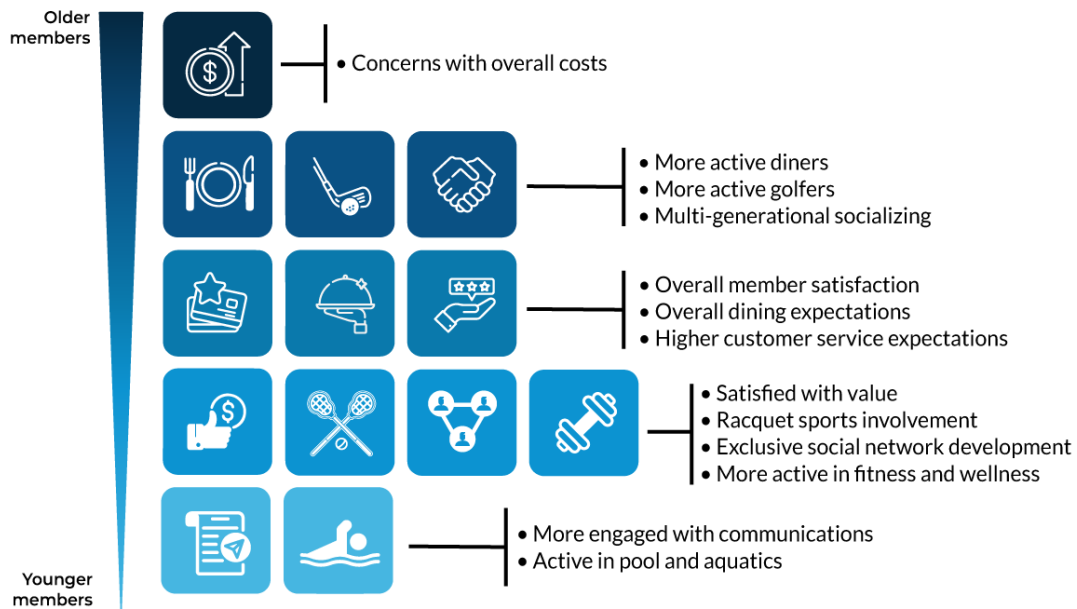 Older
members
$
• Concerns with overall costs
• More active diners
• More active golfers
• Multi-generational socializing
• Overall member satisfaction
• Overall dining expectations
• Higher customer service expectations
$
• Satisfied with value
• Racquet sports involvement
• Exclusive social network development
• More active in fitness and wellness
• More engaged with communications
• Active in pool and aquatics
Younger
members